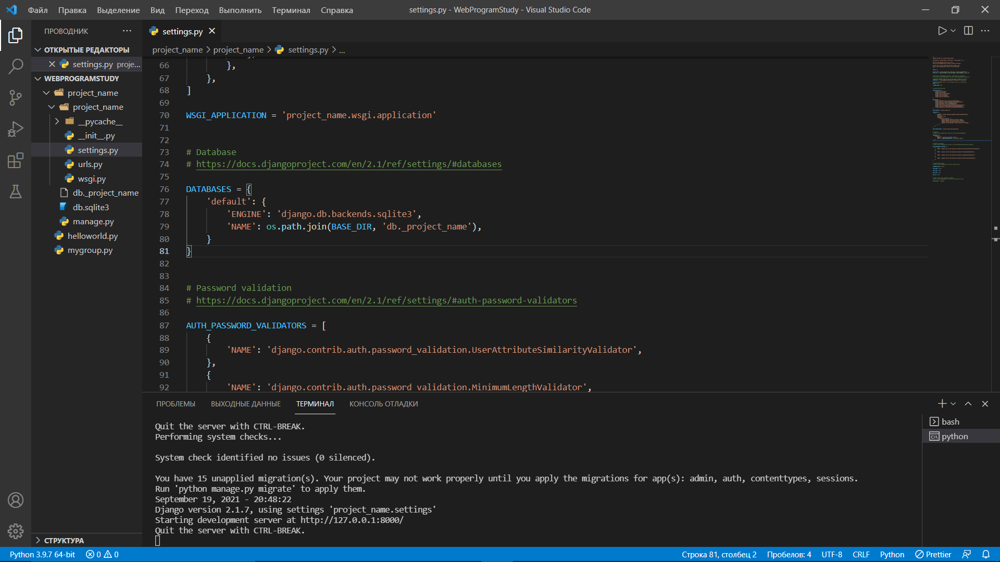 Файл Правка Выделение Вид Переход Выполнить Терминал Справка
settings.py - WebProgramStudy - Visual Studio Code
ПРОВОДНИК
ОТКРЫТЫЕ РЕДАКТОРЫ
settings.py proje...
WEBPROGRAMSTUDY
project_name
project_name
__pycache__
__init__.py
settings.py
urls.py
wsgi.py
db._project_name
db.sqlite3
manage.py
helloworld.py
mygroup.py
СТРУКТУРА
settings.py
project_name > project_name > settings.py > ...
66 },
67 },
68 ]
69
70 WSGI_APPLICATION = 'project_name.wsgi.application'
71
72
73 # Database
74 # https://docs.djangoproject.com/en/2.1/ref/settings/#databases
75
76 DATABASES = {
77 'default': {
78 'ENGINE': 'django.db.backends.sqlite3',
79 'NAME': os.path.join(BASE_DIR, 'db._project_name'),
80 }
81 }
82
83
84 # Password validation
85 # https://docs.djangoproject.com/en/2.1/ref/settings/#auth-password-validators
86
87 AUTH_PASSWORD_VALIDATORS = [
88 {
89 'NAME': 'django.contrib.auth.password_validation.UserAttributeSimilarityValidator',
90 },
91 {
92 'NAME': 'django.contrib.auth.password_validation.MinimumLengthValidator',
ПРОБЛЕМЫ ВЫХОДНЫЕ ДАННЫЕ ТЕРМИНАЛ КОНСОЛЬ ОТЛАДКИ
Quit the server with CTRL-BREAK.
Performing system checks...
System check identified no issues (0 silenced).
You have 15 unapplied migration(s). Your project may not work properly until you apply the migrations for app(s): admin, auth, contenttypes, sessions.
Run 'python manage.py migrate' to apply them.
September 19, 2021 - 20:48:22
Django version 2.1.7, using settings 'project_name.settings'
Starting development server at http://127.0.0.1:8000/
Quit the server with CTRL-BREAK.
bash
python
Python 3.9.7 64-bit 0 0
Строка 81, столбец 2 Пробелов: 4 UTF-8 CRLF Python Prettier